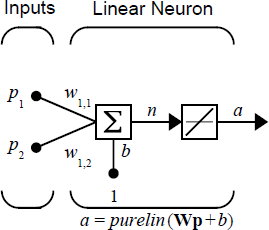 Inputs Linear Neuron
p1 w1,1
n a
Σ
p2 w1,2 b
1
a = purelin(Wp+b)